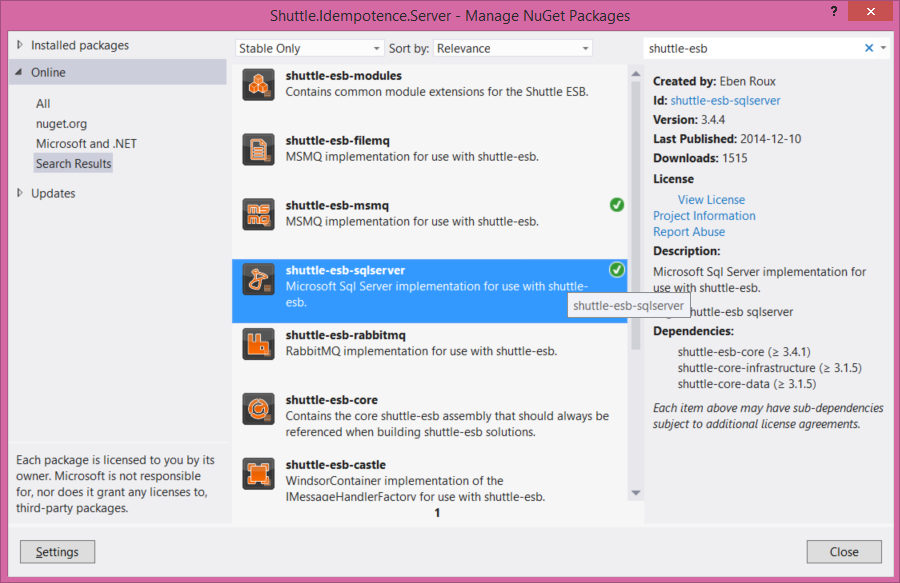 Shuttle.Idempotence.Server - Manage NuGet Packages
?
Installed packages
Online
All
nuget.org
Microsoft and .NET
Search Results
Updates
Each package is licensed to you by its
owner. Microsoft is not responsible
for, nor does it grant any licenses to,
third-party packages.
Settings
Stable Only
Sort by: Relevance
shuttle-esb-modules
Contains common module extensions for the Shuttle ESB.
shuttle-esb-filemq
MSMQ implementation for use with shuttle-esb.
MS
MQ
shuttle-esb-msmq
MSMQ implementation for use with shuttle-esb.
shuttle-esb-sqlserver
Microsoft Sql Server implementation for use with shuttle-
esb.
shuttle-esb-sqlserver
shuttle-esb-rabbitmq
RabbitMQ implementation for use with shuttle-esb.
shuttle-esb-core
Contains the core shuttle-esb assembly that should always be
referenced when building shuttle-esb solutions.
shuttle-esb-castle
WindsorContainer implementation of the
IMessageHandlerFactory for use with shuttle-esb.
1
shuttle-esb
Created by: Eben Roux
Id: shuttle-esb-sqlserver
Version: 3.4.4
Last Published: 2014-12-10
Downloads: 1515
License
View License
Project Information
Report Abuse
Description:
Microsoft Sql Server implementation for
use with shuttle-esb.
shuttle-esb sqlserver
Dependencies:
shuttle-esb-core (≥ 3.4.1)
shuttle-core-infrastructure (≥ 3.1.5)
shuttle-core-data (≥ 3.1.5)
Each item above may have sub-dependencies
subject to additional license agreements.
Close